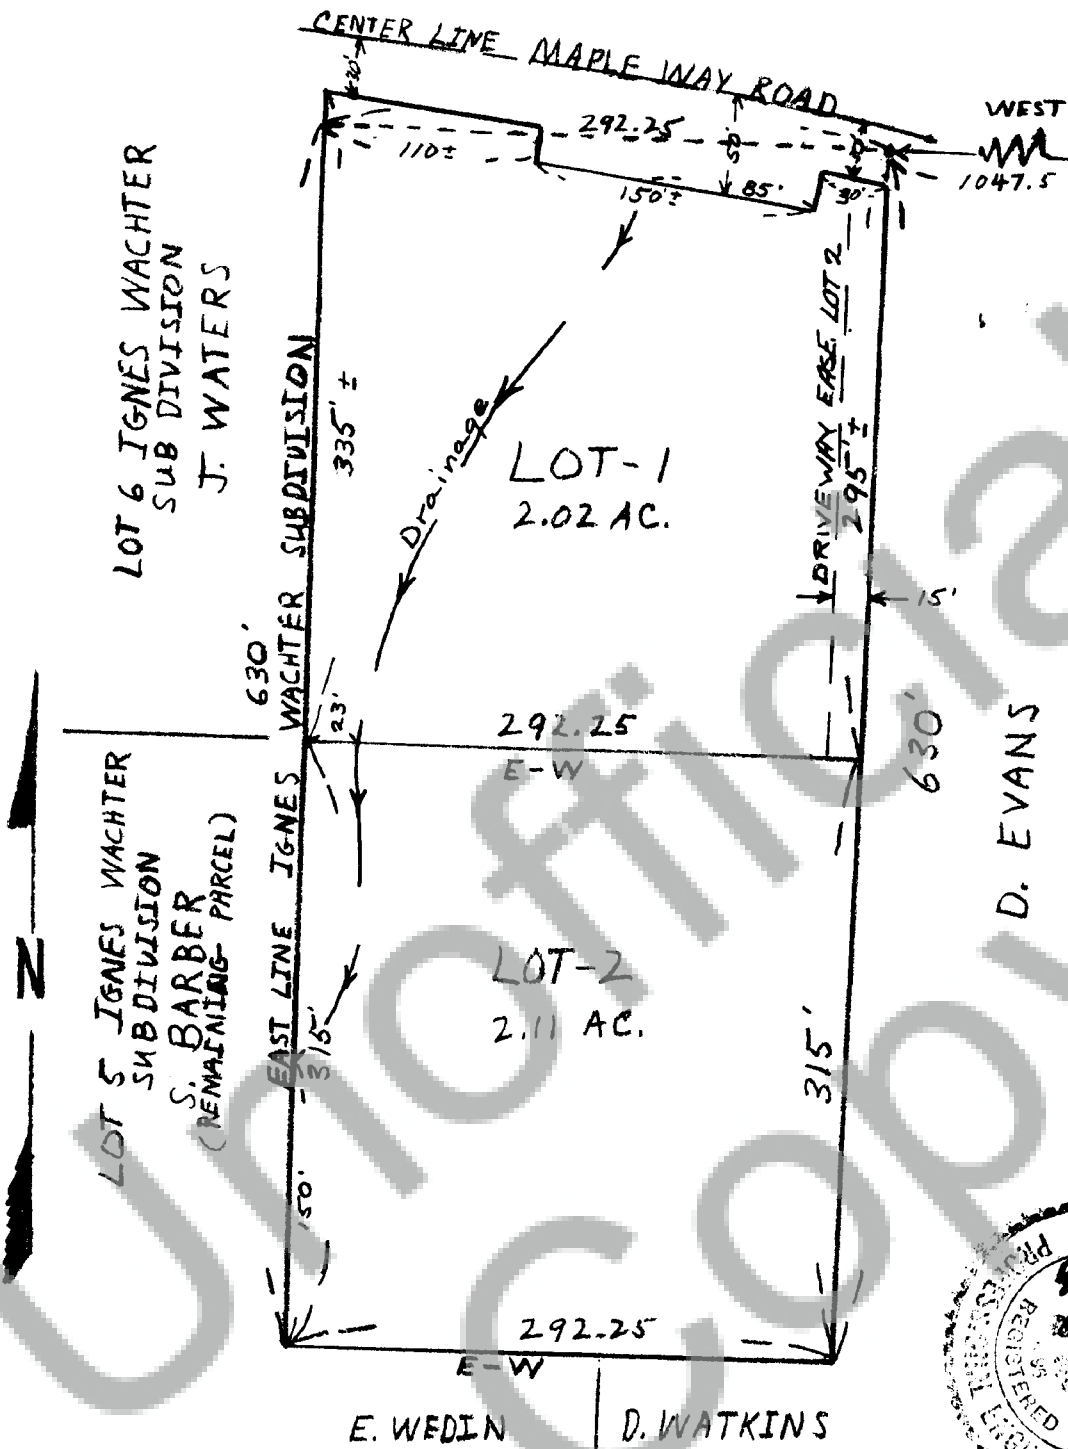 CENTER LINE MAPLE WAY ROAD
WEST
1047.5
20'
292.25
110±
50'
150'±
85'
30'
LOT 6 IGNES WACHTER
SUB DIVISION
J. WATERS
335' ±
Drainage
LOT-1
2.02 AC.
DRIVEWAY EASE. LOT 2
295'±
15'
630'
EAST LINE IGNES WACHTER SUBDIVISION
23'
292.25
E-W
630'
D. EVANS
LOT 5 IGNES WACHTER
SUBDIVISION
S. BARBER
(REMAINING PARCEL)
N
LOT-2
2.11 AC.
315'
315'
150'
292.25
E-W
E. WEDIN
D. WATKINS
REGISTERED
Unofficial
Copy